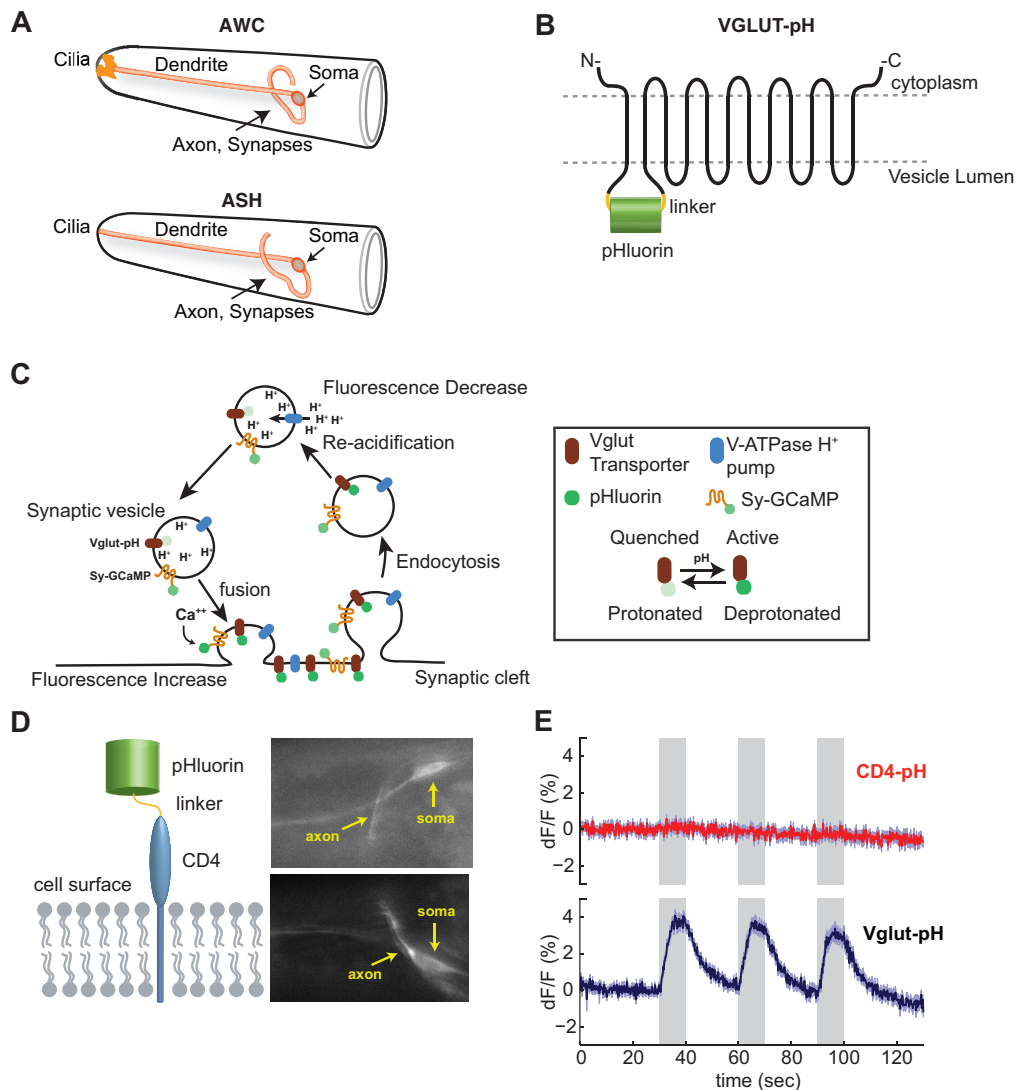 A
AWC
Cilia
Dendrite
Soma
Axon, Synapses
ASH
Cilia
Dendrite
Soma
Axon, Synapses
B
VGLUT-pH
N-
-C
cytoplasm
Vesicle Lumen
linker
pHluorin
C
Fluorescence Decrease
H+
H+
H+
H+ H+
H+
H+
H+
Re-acidification
Synaptic vesicle
H+
Vglut-pH
H+ H+ H+
Sy-GCaMP
fusion
Endocytosis
Ca++
Fluorescence Increase
Synaptic cleft
Vglut
Transporter
V-ATPase H+
pump
pHluorin
Sy-GCaMP
Quenched
Active
pH
Protonated
Deprotonated
D
pHluorin
linker
CD4
cell surface
axon
soma
soma
axon
E
4
2
0
−2
dF/F (%)
CD4-pH
4
2
0
−2
dF/F (%)
Vglut-pH
0 20 40 60 80 100 120
time (sec)